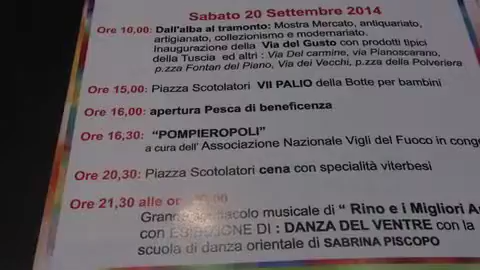 Sabato 20 Settembre 2014
Ore 10,00: Dall'alba al tramonto: Mostra Mercato, antiquariato,
artigianato, collezionismo e modernariato.
Inaugurazione della Via del Gusto con prodotti tipici
della Tuscia ed altri : Via Del carmine, via Pianoscarano,
p.zza Fontan del Piano, Via dei Vecchi, p.zza della Polveriera
Ore 15,00: Piazza Scotolatori VII PALIO della Botte per bambini
Ore 16,00: apertura Pesca di beneficenza
Ore 16,30: “POMPIEROPOLI”
a cura dell' Associazione Nazionale Vigli del Fuoco in cong
Ore 20,30: Piazza Scotolatori cena con specialità viterbesi
Ore 21,30 alle
musicale di “ Rino e i Migliori
con ESIBIZIONE DI : DANZA DEL VENTRE con la
scuola di danza orientale di SABRINA PISCOPO